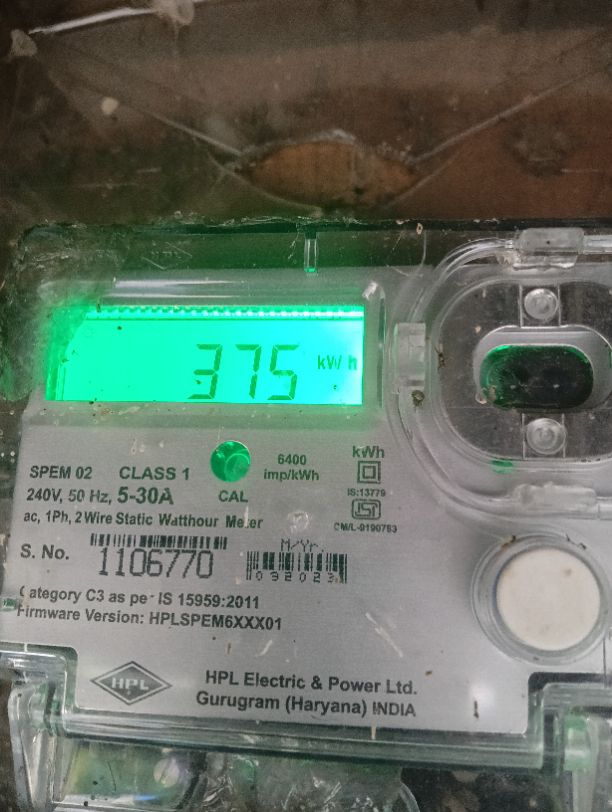 375 kWh
SPEM 02 CLASS 1
6400
imp/kWh
kWh
240V, 50 Hz, 5-30A
CAL
IS:13779
ISI
CM/L-9190783
ac, 1Ph, 2 Wire Static Watthour Meter
S. No. 1106770
M/Yr.
092023
Category C3 as per IS 15959:2011
Firmware Version: HPLSPEM6XXX01
HPL
HPL Electric & Power Ltd.
Gurugram (Haryana) INDIA